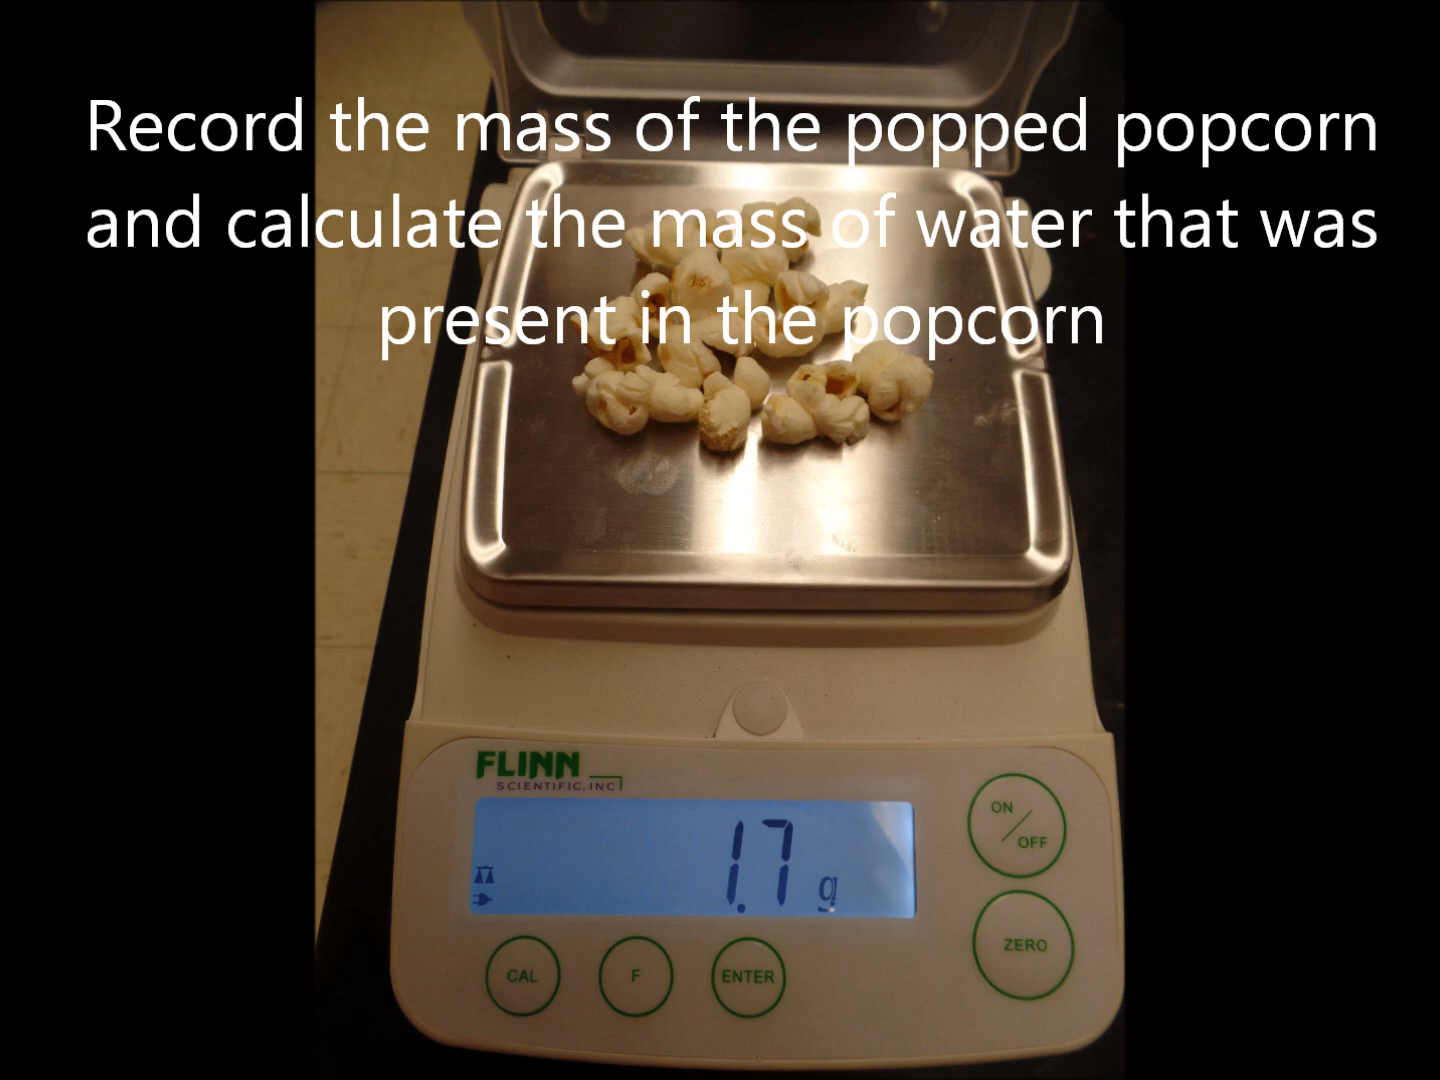 Record the mass of the popped popcorn
and calculate the mass of water that was
present in the popcorn
FLINN
SCIENTIFIC, INC
1.7 g
ON/OFF
ZERO
CAL F ENTER